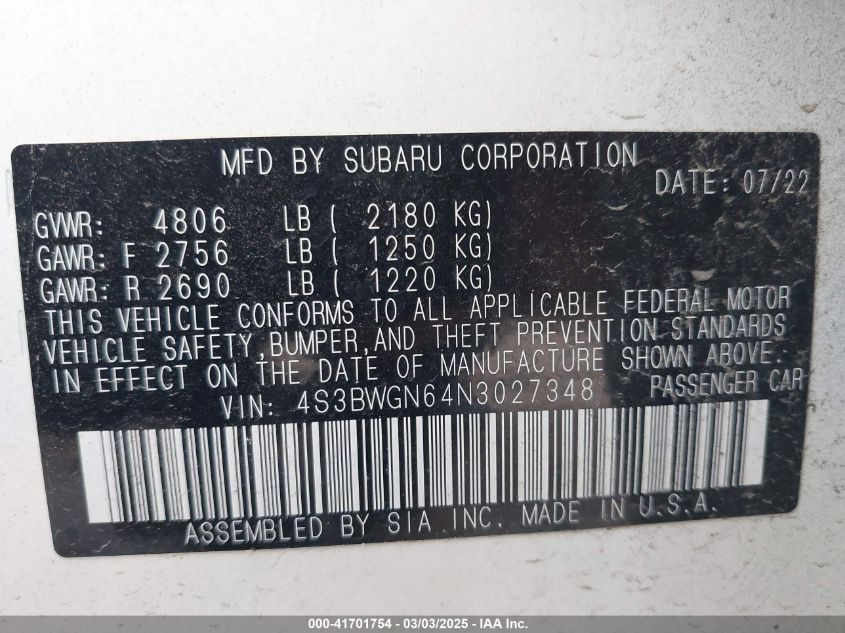 MFD BY SUBARU CORPORATION
DATE: 07/22
GVWR: 4806 LB ( 2180 KG)
GAWR: F 2756 LB ( 1250 KG)
GAWR: R 2690 LB ( 1220 KG)
THIS VEHICLE CONFORMS TO ALL APPLICABLE FEDERAL MOTOR
VEHICLE SAFETY, BUMPER, AND THEFT PREVENTION STANDARDS
IN EFFECT ON THE DATE OF MANUFACTURE SHOWN ABOVE.
VIN: 4S3BWGN64N3027348 PASSENGER CAR
ASSEMBLED BY SIA INC. MADE IN U.S.A.
000-41701754 - 03/03/2025 - IAA Inc.